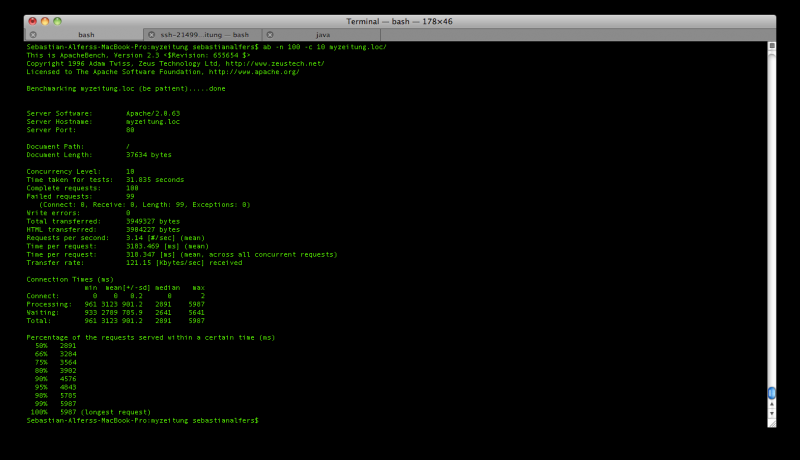 Terminal — bash — 178×46
bash
ssh-21499...itung — bash
java
Sebastian-Alferss-MacBook-Pro:myzeitung sebastianalfers$ ab -n 100 -c 10 myzeitung.loc/
This is ApacheBench, Version 2.3 <$Revision: 655654 $>
Copyright 1996 Adam Twiss, Zeus Technology Ltd, http://www.zeustech.net/
Licensed to The Apache Software Foundation, http://www.apache.org/
Benchmarking myzeitung.loc (be patient).....done
Server Software: Apache/2.0.63
Server Hostname: myzeitung.loc
Server Port: 80
Document Path: /
Document Length: 37634 bytes
Concurrency Level: 10
Time taken for tests: 31.835 seconds
Complete requests: 100
Failed requests: 99
(Connect: 0, Receive: 0, Length: 99, Exceptions: 0)
Write errors: 0
Total transferred: 3949327 bytes
HTML transferred: 3904227 bytes
Requests per second: 3.14 [#/sec] (mean)
Time per request: 3183.469 [ms] (mean)
Time per request: 318.347 [ms] (mean, across all concurrent requests)
Transfer rate: 121.15 [Kbytes/sec] received
Connection Times (ms)
min mean[+/-sd] median max
Connect: 0 0 0.2 0 2
Processing: 961 3123 901.2 2891 5987
Waiting: 933 2789 785.9 2641 5641
Total: 961 3123 901.2 2891 5987
Percentage of the requests served within a certain time (ms)
50% 2891
66% 3284
75% 3564
80% 3902
90% 4576
95% 4843
98% 5785
99% 5987
100% 5987 (longest request)
Sebastian-Alferss-MacBook-Pro:myzeitung sebastianalfers$